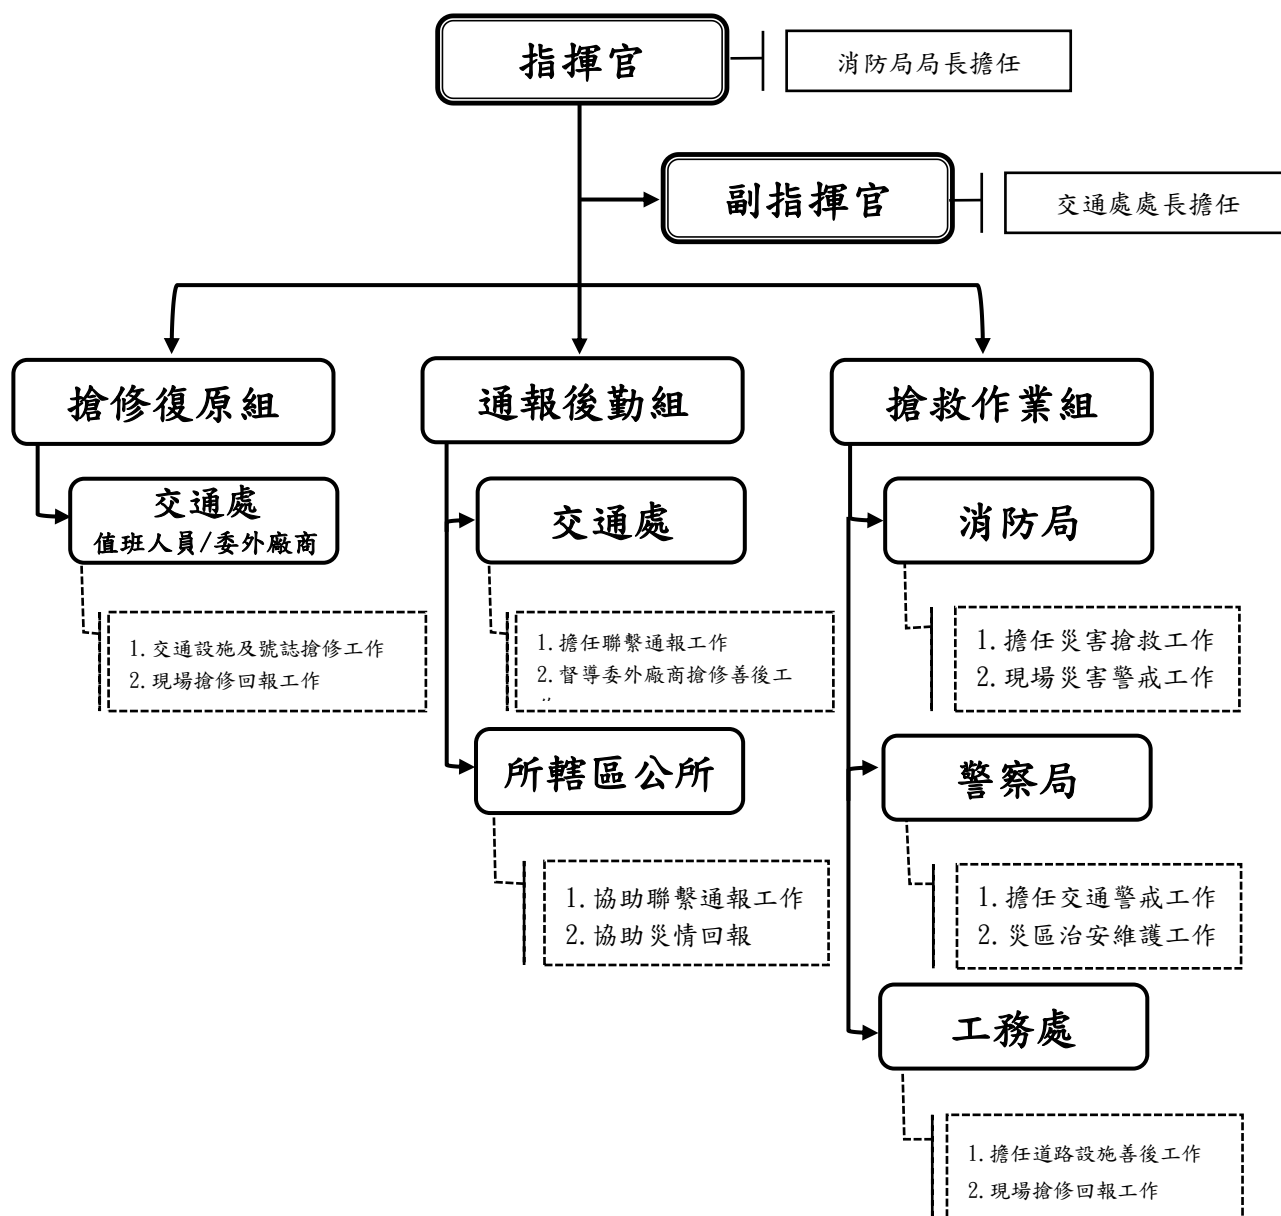 指揮官
消防局局長擔任
副指揮官
交通處處長擔任
搶修復原組
通報後勤組
搶救作業組
交通處
值班人員/委外廠商
交通處
消防局
1.交通設施及號誌搶修工作
2.現場搶修回報工作
1.擔任聯繫通報工作
2.督導委外廠商搶修善後工
1.擔任災害搶救工作
2.現場災害警戒工作
所轄區公所
警察局
1.協助聯繫通報工作
2.協助災情回報
1.擔任交通警戒工作
2.災區治安維護工作
工務處
1.擔任道路設施善後工作
2.現場搶修回報工作